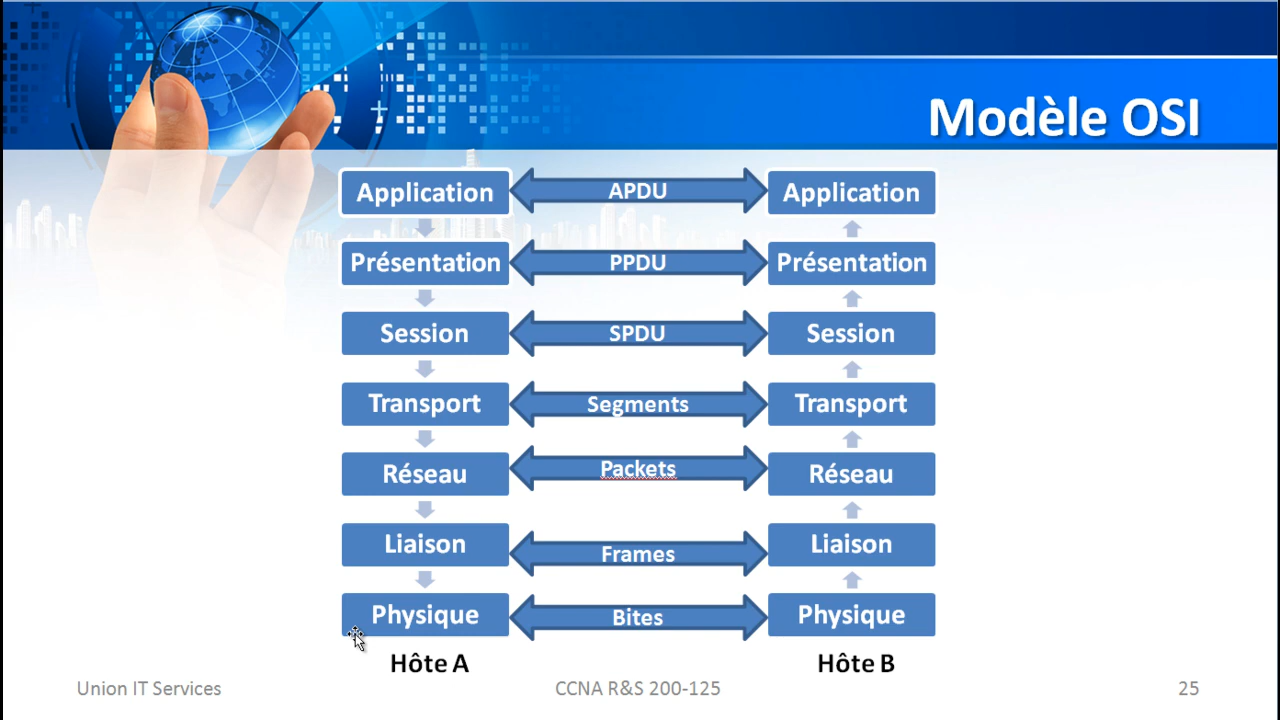 Modèle OSI
Application APDU Application
Présentation PPDU Présentation
Session SPDU Session
Transport Segments Transport
Réseau Packets Réseau
Liaison Frames Liaison
Physique Bites Physique
Hôte A Hôte B
Union IT Services CCNA R&S 200-125 25